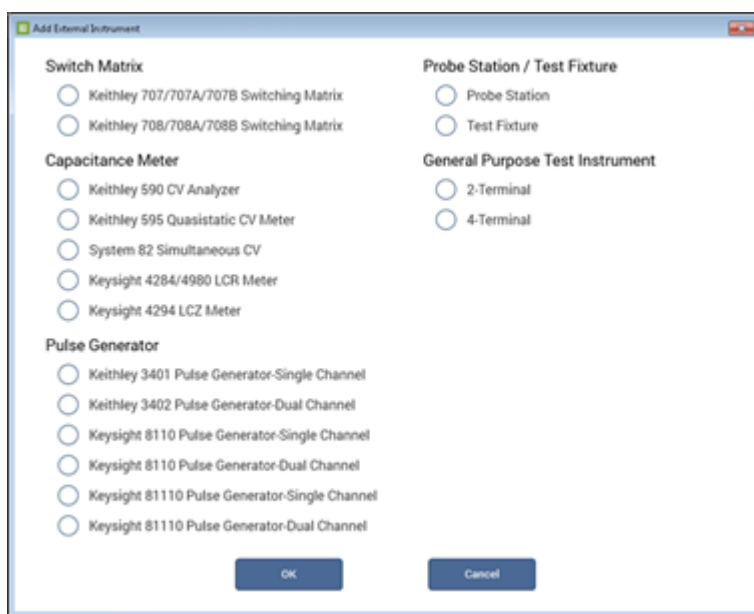 Add External Instrument
Switch Matrix
Keithley 707/707A/707B Switching Matrix
Keithley 708/708A/708B Switching Matrix
Capacitance Meter
Keithley 590 CV Analyzer
Keithley 595 Quasistatic CV Meter
System 82 Simultaneous CV
Keysight 4284/4980 LCR Meter
Keysight 4294 LCZ Meter
Pulse Generator
Keithley 3401 Pulse Generator-Single Channel
Keithley 3402 Pulse Generator-Dual Channel
Keysight 8110 Pulse Generator-Single Channel
Keysight 8110 Pulse Generator-Dual Channel
Keysight 81110 Pulse Generator-Single Channel
Keysight 81110 Pulse Generator-Dual Channel
Probe Station / Test Fixture
Probe Station
Test Fixture
General Purpose Test Instrument
2-Terminal
4-Terminal
OK
Cancel